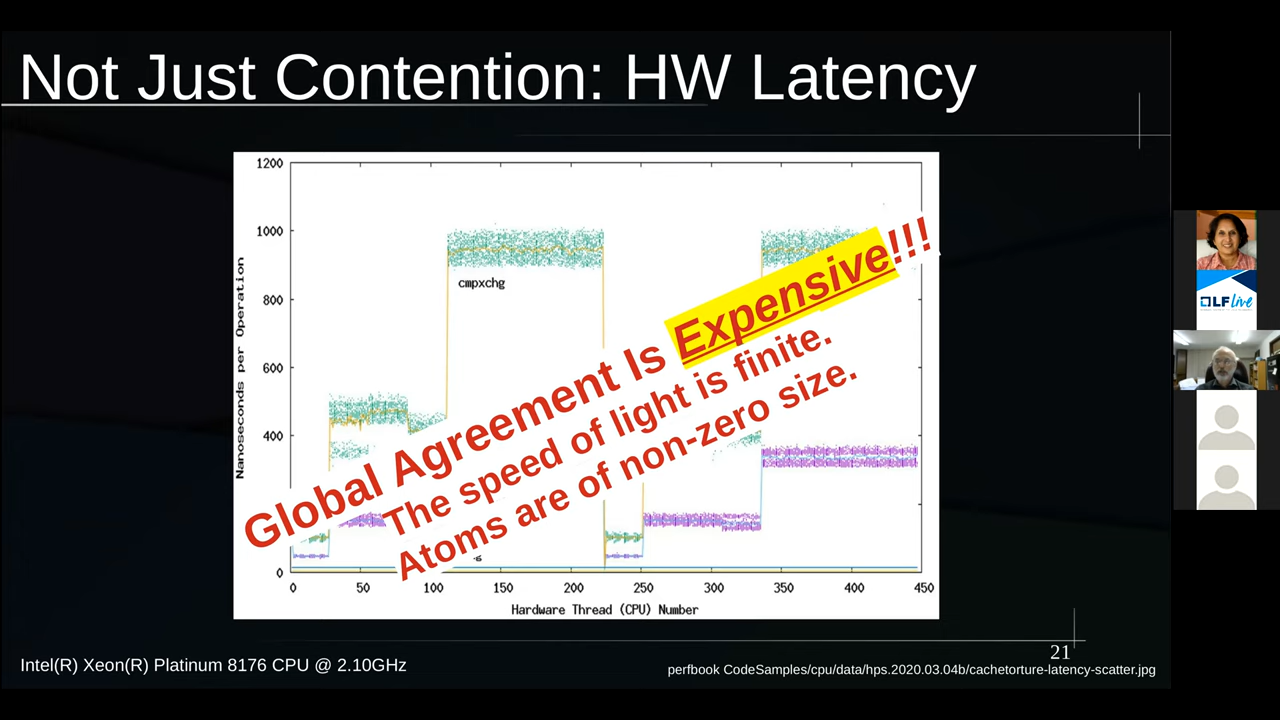 Not Just Contention: HW Latency
1200
1000
800
600
400
0
Nanoseconds per Operation
cmpxchg
Global Agreement Is Expensive!!!
The speed of light is finite.
Atoms are of non-zero size.
0 50 100 150 200 250 300 350 400 450
Hardware Thread (CPU) Number
LF Live
21
Intel(R) Xeon(R) Platinum 8176 CPU @ 2.10GHz
perfbook CodeSamples/cpu/data/hps.2020.03.04b/cachetorture-latency-scatter.jpg